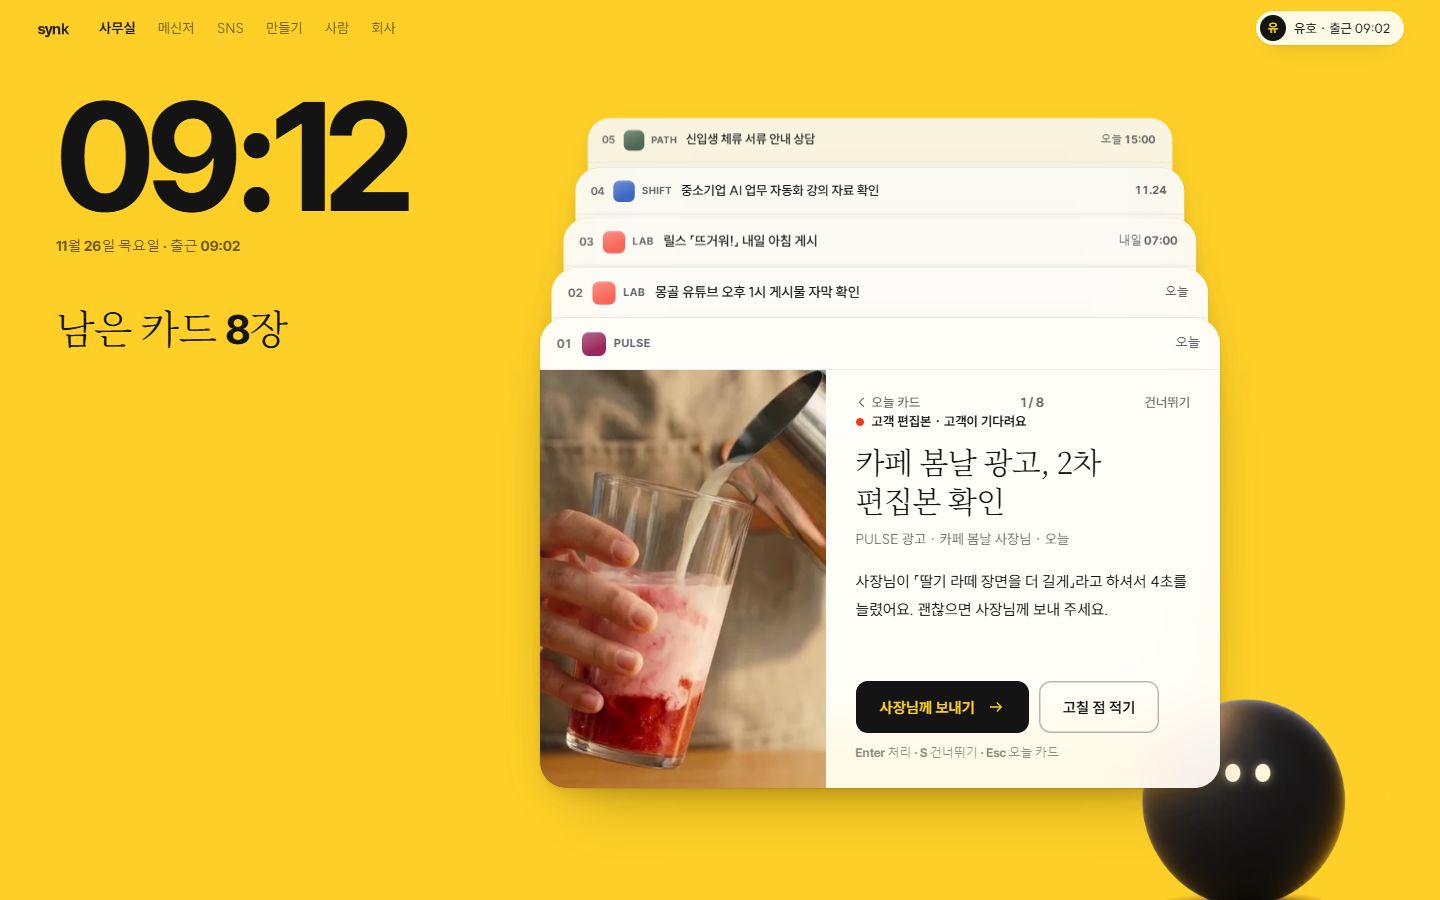 synk 사무실 메신저 SNS 만들기 사람 회사
유 유호 · 출근 09:02
09:12
11월 26일 목요일 · 출근 09:02
남은 카드 8장
05 PATH 신입생 체류 서류 안내 상담 오늘 15:00
04 SHIFT 중소기업 AI 업무 자동화 강의 자료 확인 11.24
03 LAB 릴스 「뜨거워!」 내일 아침 게시 내일 07:00
02 LAB 몽골 유튜브 오후 1시 게시물 자막 확인 오늘
01 PULSE 오늘
오늘 카드 1 / 8 건너뛰기
고객 편집본 · 고객이 기다려요
카페 봄날 광고, 2차
편집본 확인
PULSE 광고 · 카페 봄날 사장님 · 오늘
사장님이 「딸기 라떼 장면을 더 길게」라고 하셔서 4초를
늘렸어요. 괜찮으면 사장님께 보내 주세요.
사장님께 보내기 → 고칠 점 적기
Enter 처리 · S 건너뛰기 · Esc 오늘 카드